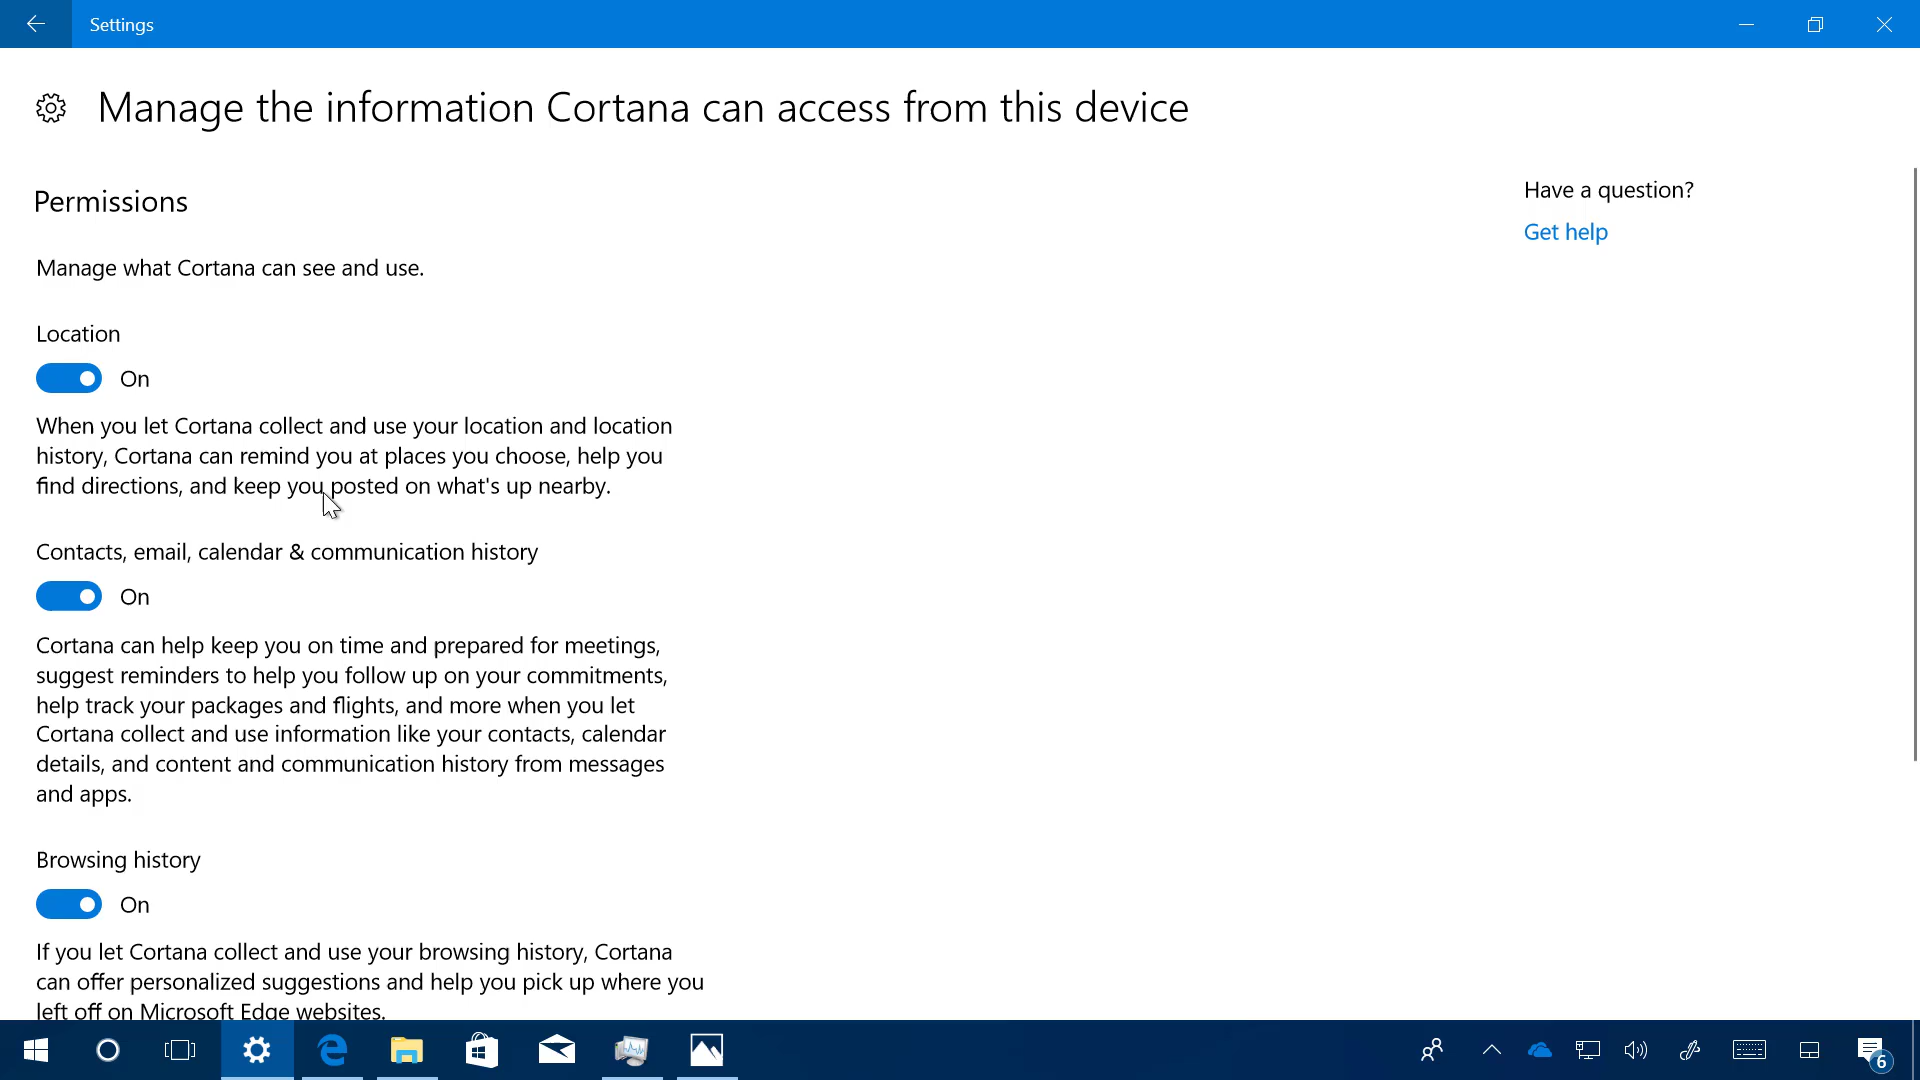 Settings
Manage the information Cortana can access from this device
Permissions
Manage what Cortana can see and use.
Location
On
When you let Cortana collect and use your location and location
history, Cortana can remind you at places you choose, help you
find directions, and keep you posted on what's up nearby.
Contacts, email, calendar & communication history
On
Cortana can help keep you on time and prepared for meetings,
suggest reminders to help you follow up on your commitments,
help track your packages and flights, and more when you let
Cortana collect and use information like your contacts, calendar
details, and content and communication history from messages
and apps.
Browsing history
On
If you let Cortana collect and use your browsing history, Cortana
can offer personalized suggestions and help you pick up where you
left off on Microsoft Edge websites.
Have a question?
Get help
6